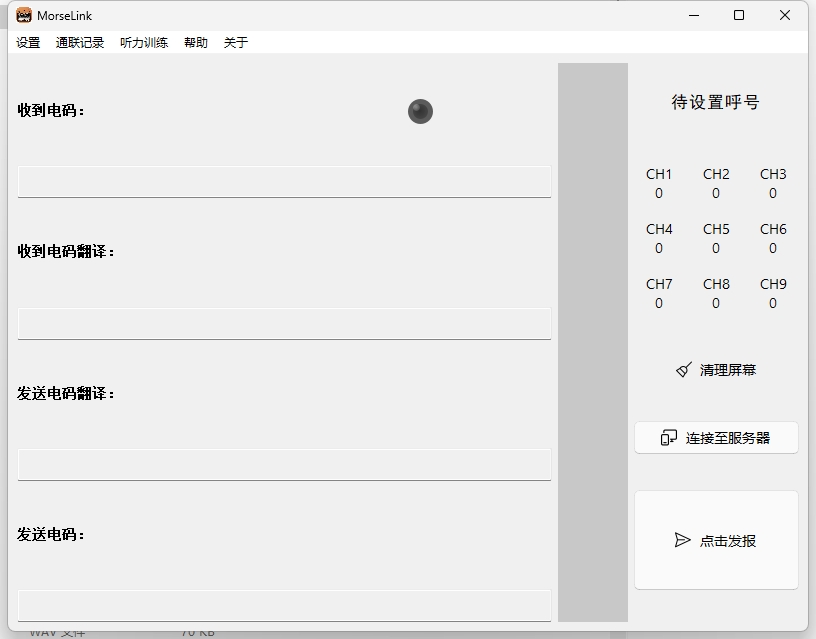 MorseLink
设置 通联记录 听力训练 帮助 关于
收到电码：
待设置呼号
CH1 CH2 CH3
0 0 0
收到电码翻译：
CH4 CH5 CH6
0 0 0
CH7 CH8 CH9
0 0 0
清理屏幕
发送电码翻译：
连接至服务器
发送电码：
点击发报
WAV 文件 70 KB